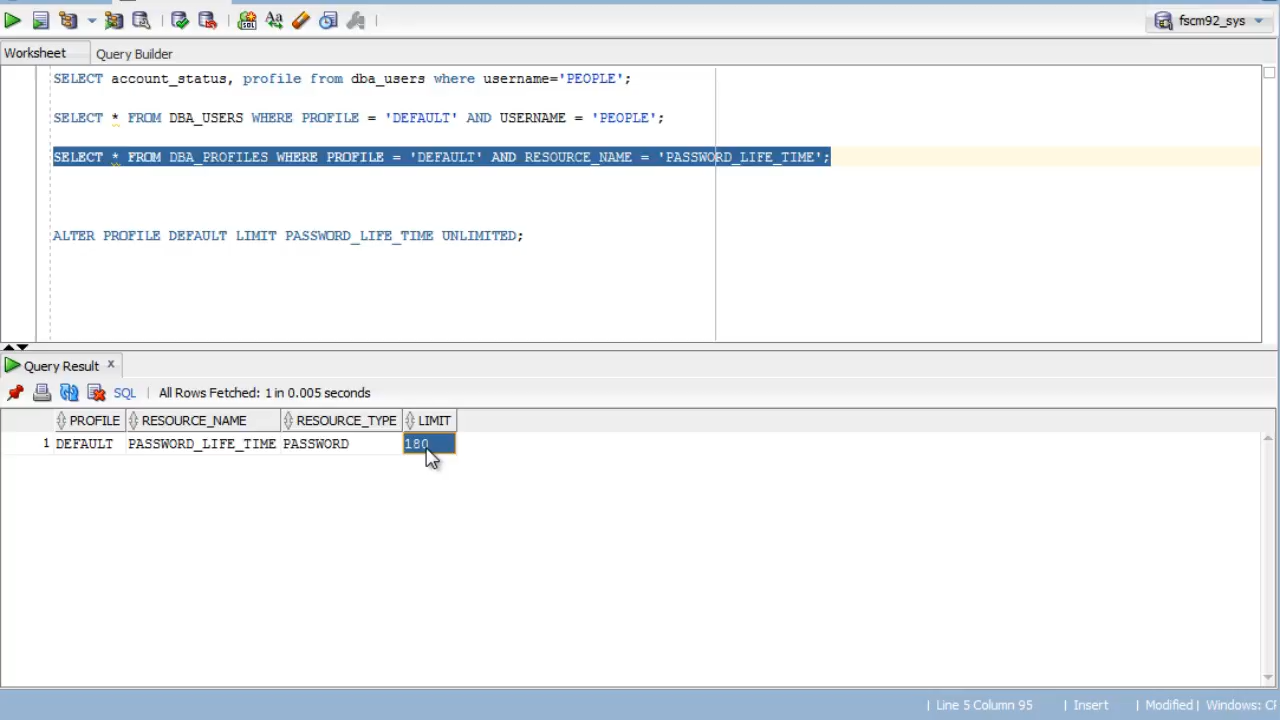 fscm92_sys
Worksheet Query Builder
SELECT account_status, profile from dba_users where username='PEOPLE';
SELECT * FROM DBA_USERS WHERE PROFILE = 'DEFAULT' AND USERNAME = 'PEOPLE';
SELECT * FROM DBA_PROFILES WHERE PROFILE = 'DEFAULT' AND RESOURCE_NAME = 'PASSWORD_LIFE_TIME';
ALTER PROFILE DEFAULT LIMIT PASSWORD_LIFE_TIME UNLIMITED;
Query Result x
SQL | All Rows Fetched: 1 in 0.005 seconds
PROFILE RESOURCE_NAME RESOURCE_TYPE LIMIT
1 DEFAULT PASSWORD_LIFE_TIME PASSWORD 180
| Line 5 Column 95 | Insert | Modified | Windows: